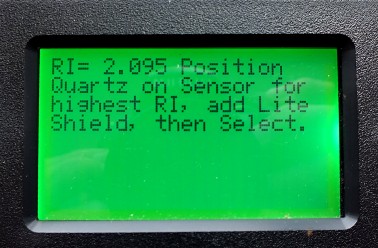 RI= 2.095 Position
Quartz on Sensor for
highest RI, add Lite
Shield, then Select.